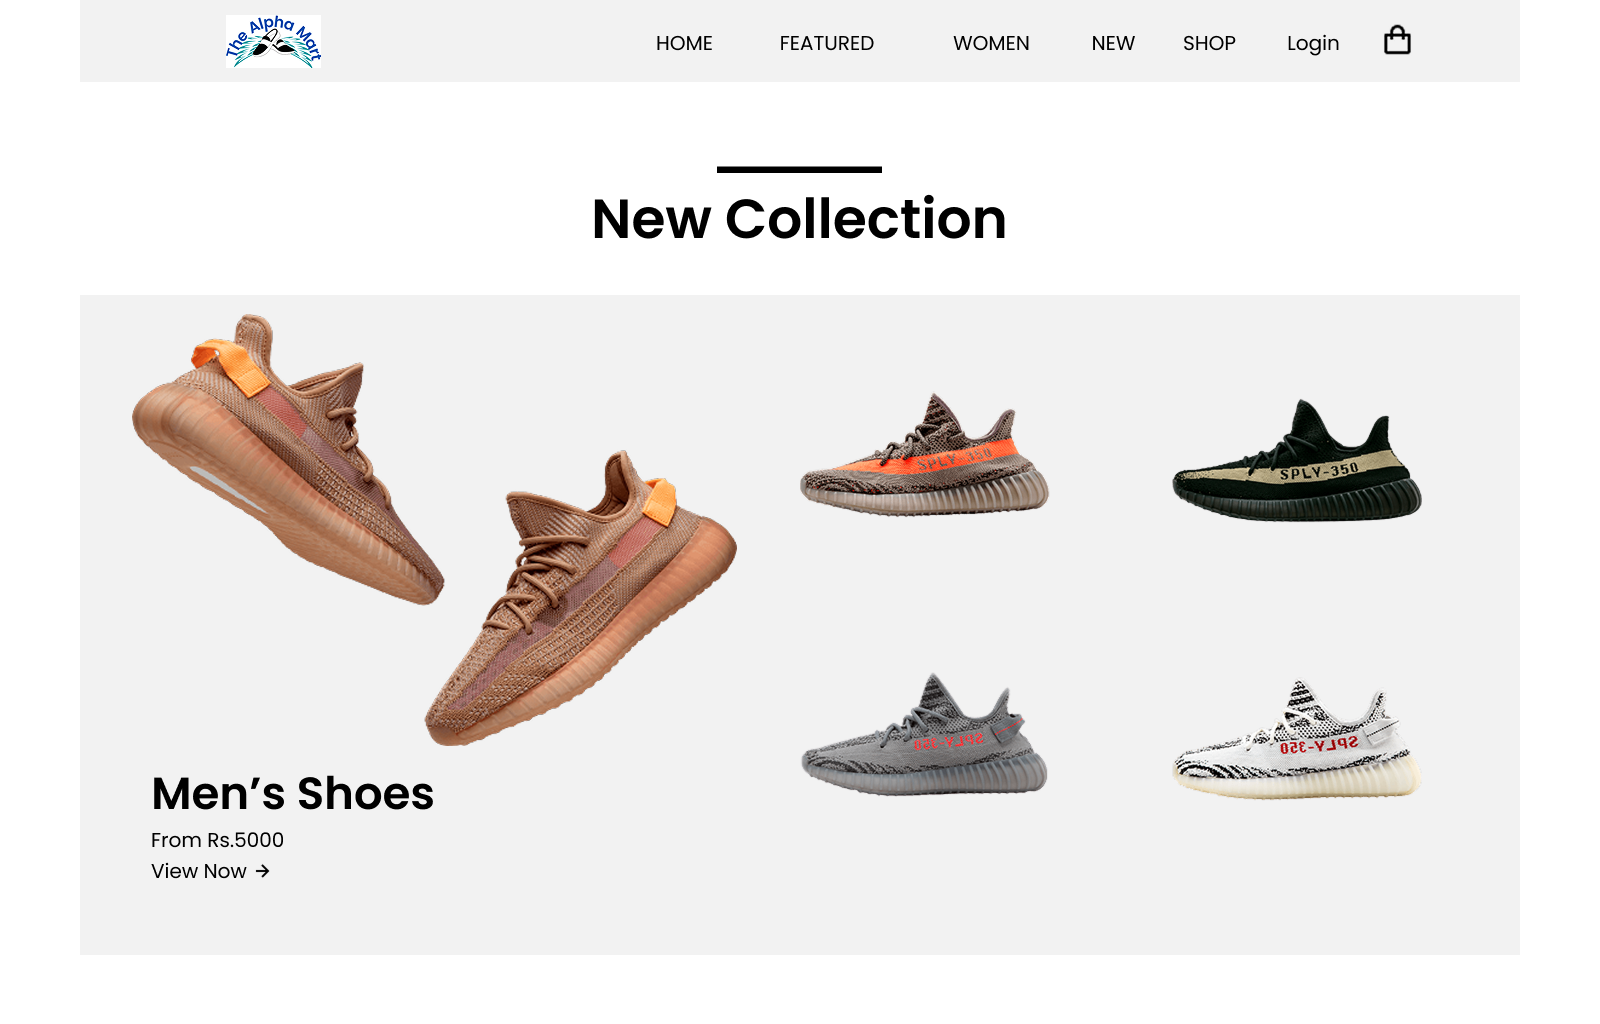 The Alpha Mart
HOME FEATURED WOMEN NEW SHOP Login
New Collection
SPLY-350
SPLY-350
SPLY-350
SPLY-350
Men’s Shoes
From Rs.5000
View Now →